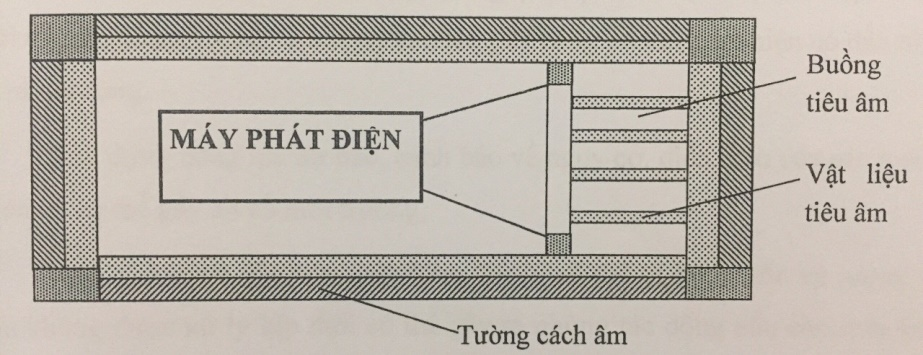 Buồng
tiêu âm
MÁY PHÁT ĐIỆN
Vật liệu
tiêu âm
Tường cách âm